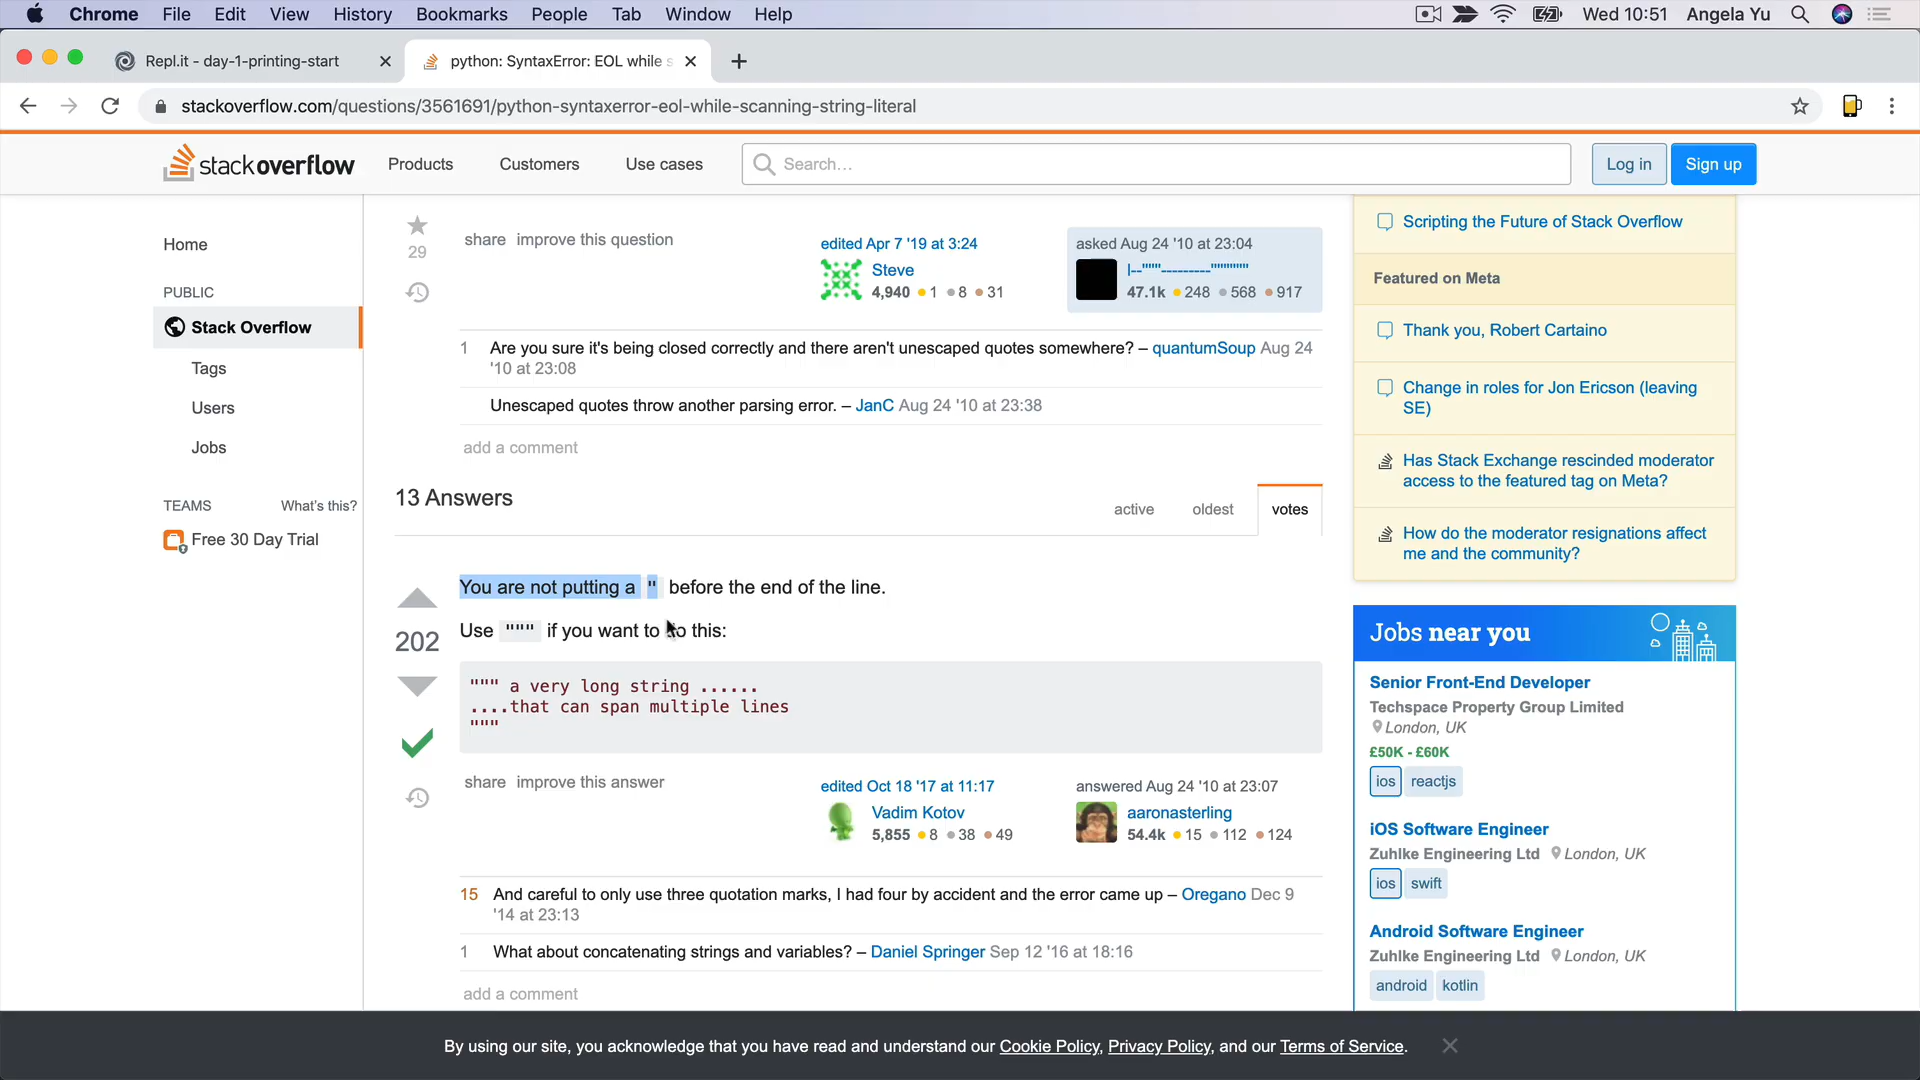 Chrome File Edit View History Bookmarks People Tab Window Help Wed 10:51 Angela Yu
Repl.it - day-1-printing-start python: SyntaxError: EOL while s
stackoverflow.com/questions/3561691/python-syntaxerror-eol-while-scanning-string-literal
stackoverflow Products Customers Use cases Search... Log in Sign up
Home
PUBLIC
Stack Overflow
Tags
Users
Jobs
TEAMS What's this?
Free 30 Day Trial
29
share improve this question
edited Apr 7 '19 at 3:24
Steve
4,940 1 8 31
asked Aug 24 '10 at 23:04
|--""""---------"""""""
47.1k 248 568 917
1 Are you sure it's being closed correctly and there aren't unescaped quotes somewhere? – quantumSoup Aug 24
'10 at 23:08
Unescaped quotes throw another parsing error. – JanC Aug 24 '10 at 23:38
add a comment
13 Answers
active oldest votes
202
You are not putting a " before the end of the line.
Use """ if you want to do this:
""" a very long string ......
....that can span multiple lines
"""
share improve this answer
edited Oct 18 '17 at 11:17
Vadim Kotov
5,855 8 38 49
answered Aug 24 '10 at 23:07
aaronasterling
54.4k 15 112 124
15 And careful to only use three quotation marks, I had four by accident and the error came up – Oregano Dec 9
'14 at 23:13
1 What about concatenating strings and variables? – Daniel Springer Sep 12 '16 at 18:16
add a comment
Scripting the Future of Stack Overflow
Featured on Meta
Thank you, Robert Cartaino
Change in roles for Jon Ericson (leaving
SE)
Has Stack Exchange rescinded moderator
access to the featured tag on Meta?
How do the moderator resignations affect
me and the community?
Jobs near you
Senior Front-End Developer
Techspace Property Group Limited
London, UK
£50K - £60K
ios reactjs
iOS Software Engineer
Zuhlke Engineering Ltd London, UK
ios swift
Android Software Engineer
Zuhlke Engineering Ltd London, UK
android kotlin
By using our site, you acknowledge that you have read and understand our Cookie Policy, Privacy Policy, and our Terms of Service.